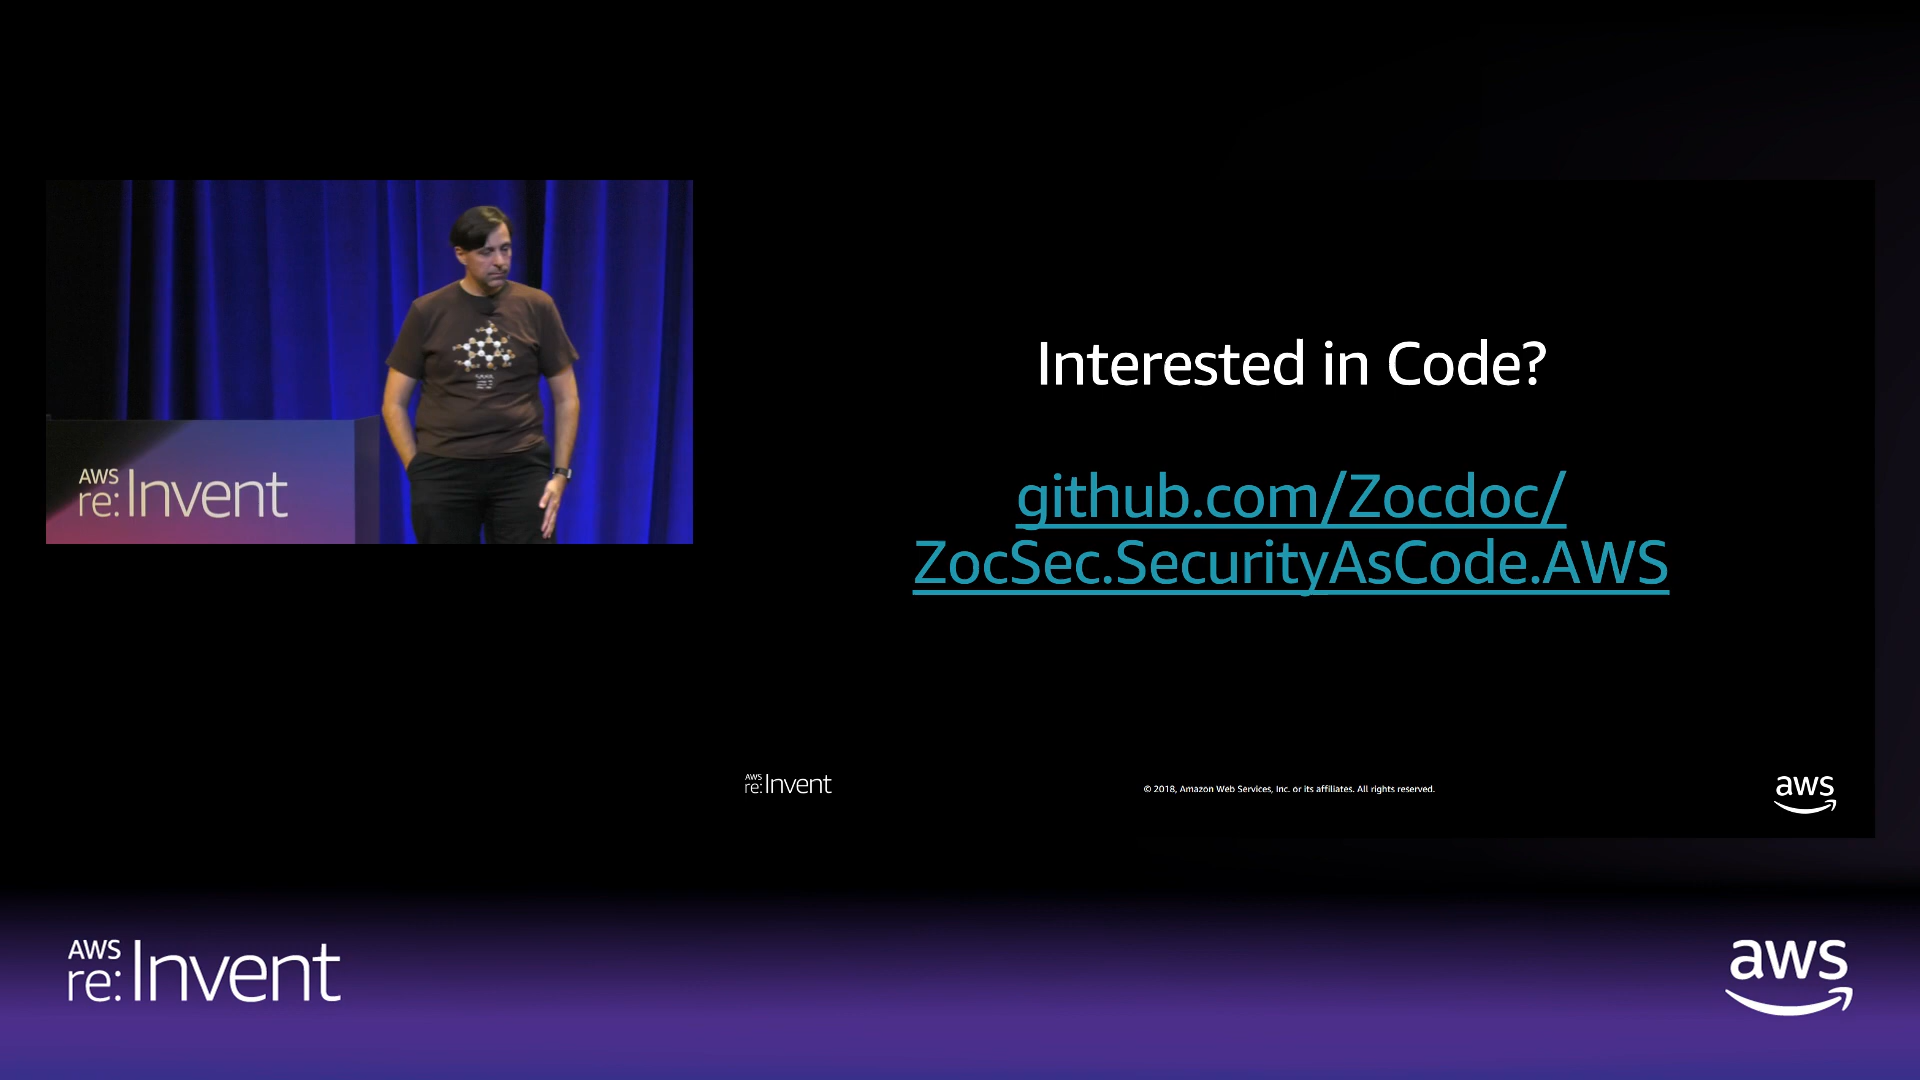 AWS
re:Invent
Interested in Code?
github.com/Zocdoc/
ZocSec.SecurityAsCode.AWS
AWS
re:Invent
© 2018, Amazon Web Services, Inc. or its affiliates. All rights reserved.
aws
AWS
re:Invent
aws